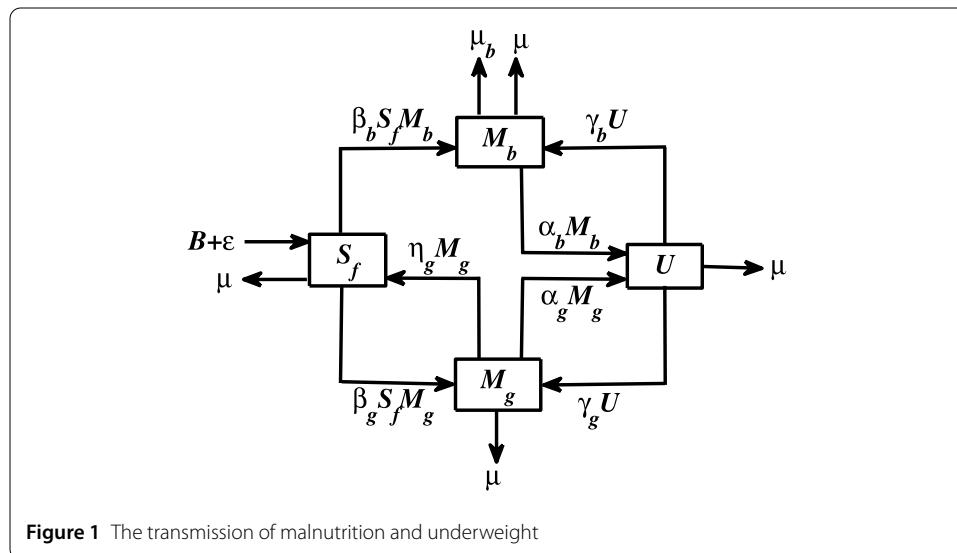 μ_b μ
β_b S_f M_b
M_b
γ_b U
B+ε
S_f
η_g M_g
α_b M_b
U
μ
μ
α_g M_g
β_g S_f M_g
M_g
γ_g U
μ
Figure 1 The transmission of malnutrition and underweight